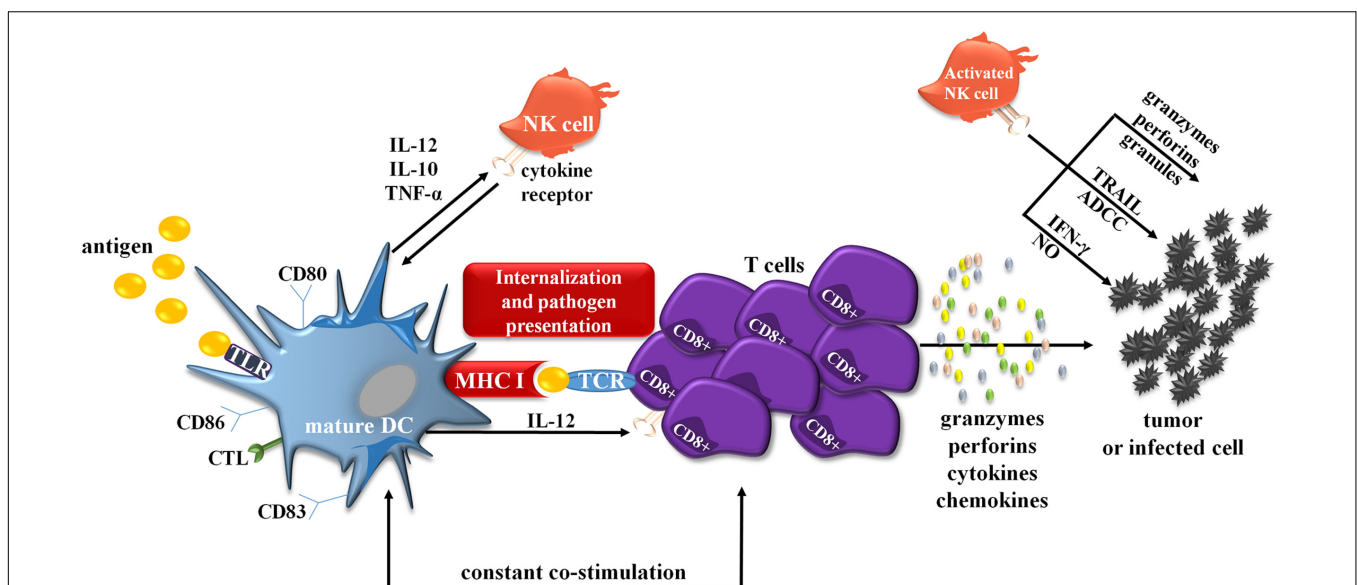 Activated
NK cell
granzymes
perforins
granules
TRAIL
ADCC
IFN-γ
NO
NK cell
cytokine
receptor
IL-12
IL-10
TNF-α
antigen
CD80
TLR
CD86
CTL
CD83
mature DC
Internalization
and pathogen
presentation
MHC I
TCR
IL-12
T cells
CD8+
CD8+
CD8+
CD8+
CD8+
CD8+
CD8+
granzymes
perforins
cytokines
chemokines
tumor
or infected cell
constant co-stimulation